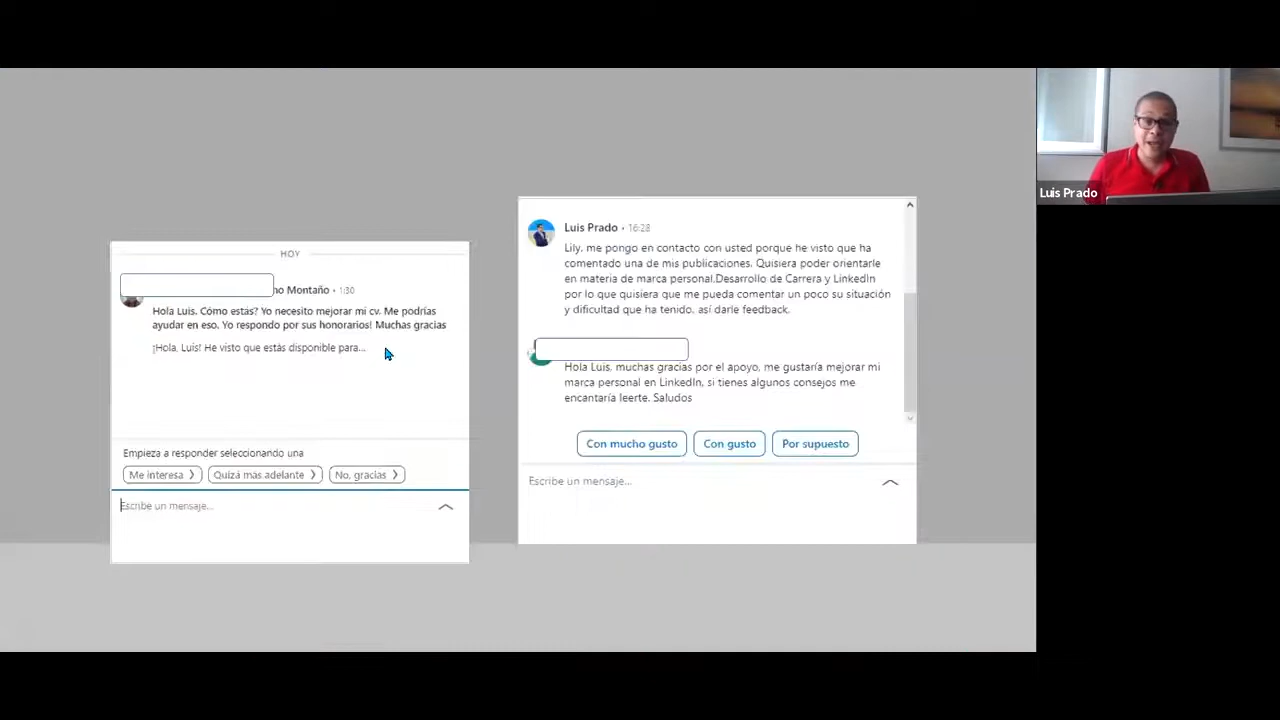 HOY
no Montaño • 1:30
Hola Luis. Cómo estás? Yo necesito mejorar mi cv. Me podrías
ayudar en eso. Yo respondo por sus honorarios! Muchas gracias
¡Hola, Luis! He visto que estás disponible para...
Empieza a responder seleccionando una
Me interesa
Quizá más adelante
No, gracias
Escribe un mensaje...
Luis Prado • 16:28
Lily, me pongo en contacto con usted porque he visto que ha
comentado una de mis publicaciones. Quisiera poder orientarle
en materia de marca personal,Desarrollo de Carrera y LinkedIn
por lo que quisiera que me pueda comentar un poco su situación
y dificultad que ha tenido, así darle feedback.
Hola Luis, muchas gracias por el apoyo, me gustaría mejorar mi
marca personal en LinkedIn, si tienes algunos consejos me
encantaría leerte. Saludos
Con mucho gusto
Con gusto
Por supuesto
Escribe un mensaje...
Luis Prado